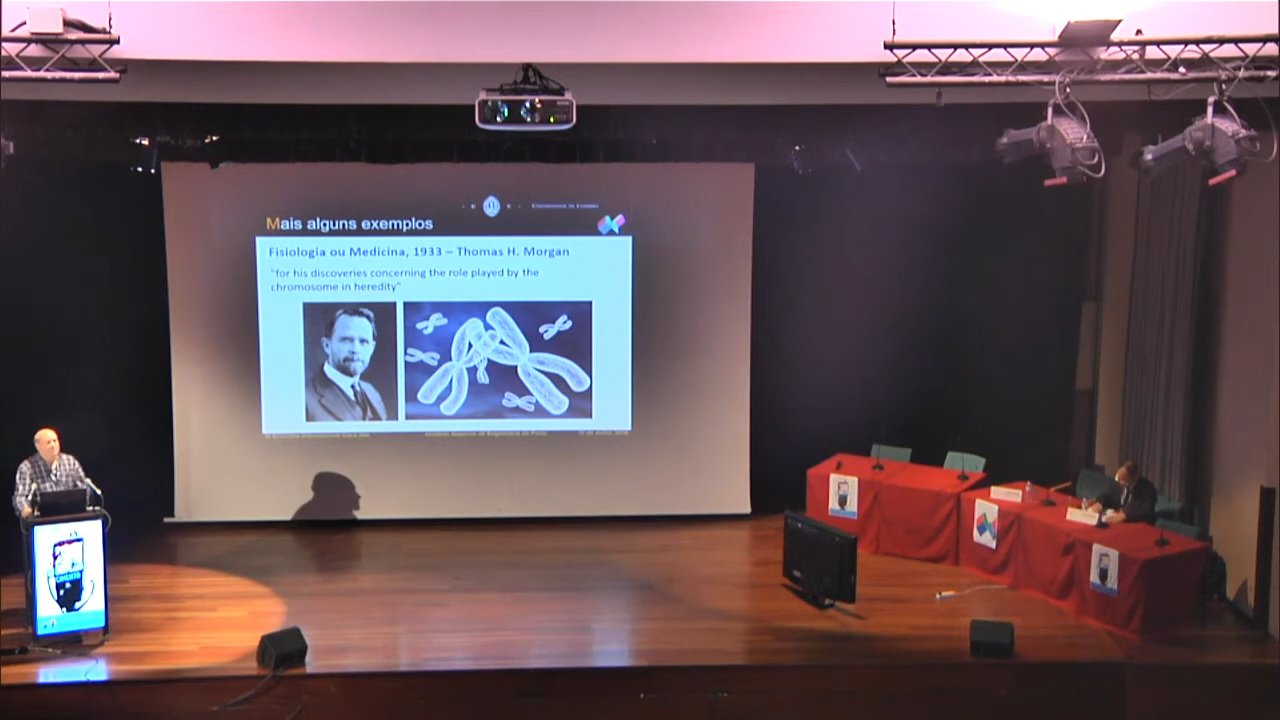 Mais alguns exemplos
Fisiologia ou Medicina, 1933 – Thomas H. Morgan
"for his discoveries concerning the role played by the
chromosome in heredity"